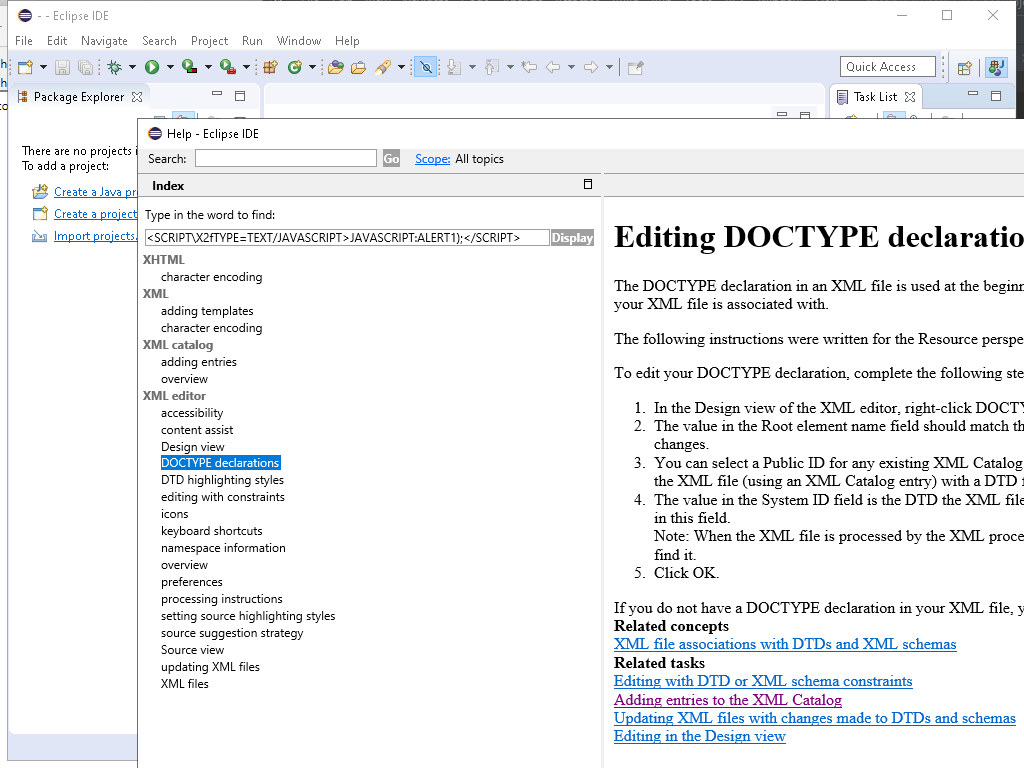 - - Eclipse IDE
File Edit Navigate Search Project Run Window Help
Quick Access
Package Explorer
Task List
There are no projects i
To add a project:
Create a Java pr
Create a project
Import projects.
Help - Eclipse IDE
Search: Go Scope: All topics
Index
Type in the word to find:
<SCRIPT\X2fTYPE=TEXT/JAVASCRIPT>JAVASCRIPT:ALERT1);</SCRIPT> Display
XHTML
character encoding
XML
adding templates
character encoding
XML catalog
adding entries
overview
XML editor
accessibility
content assist
Design view
DOCTYPE declarations
DTD highlighting styles
editing with constraints
icons
keyboard shortcuts
namespace information
overview
preferences
processing instructions
setting source highlighting styles
source suggestion strategy
Source view
updating XML files
XML files
Editing DOCTYPE declaratio
The DOCTYPE declaration in an XML file is used at the beginn
your XML file is associated with.
The following instructions were written for the Resource perspe
To edit your DOCTYPE declaration, complete the following ste
1. In the Design view of the XML editor, right-click DOCTY
2. The value in the Root element name field should match th
changes.
3. You can select a Public ID for any existing XML Catalog
the XML file (using an XML Catalog entry) with a DTD f
4. The value in the System ID field is the DTD the XML file
in this field.
Note: When the XML file is processed by the XML proce
find it.
5. Click OK.
If you do not have a DOCTYPE declaration in your XML file, y
Related concepts
XML file associations with DTDs and XML schemas
Related tasks
Editing with DTD or XML schema constraints
Adding entries to the XML Catalog
Updating XML files with changes made to DTDs and schemas
Editing in the Design view